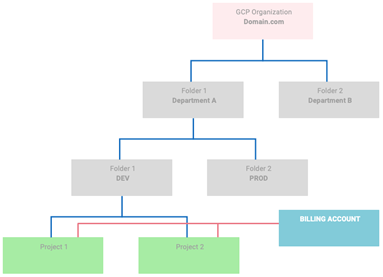 GCP Organization
Domain.com
Folder 1
Department A
Folder 2
Department B
Folder 1
DEV
Folder 2
PROD
BILLING ACCOUNT
Project 1
Project 2